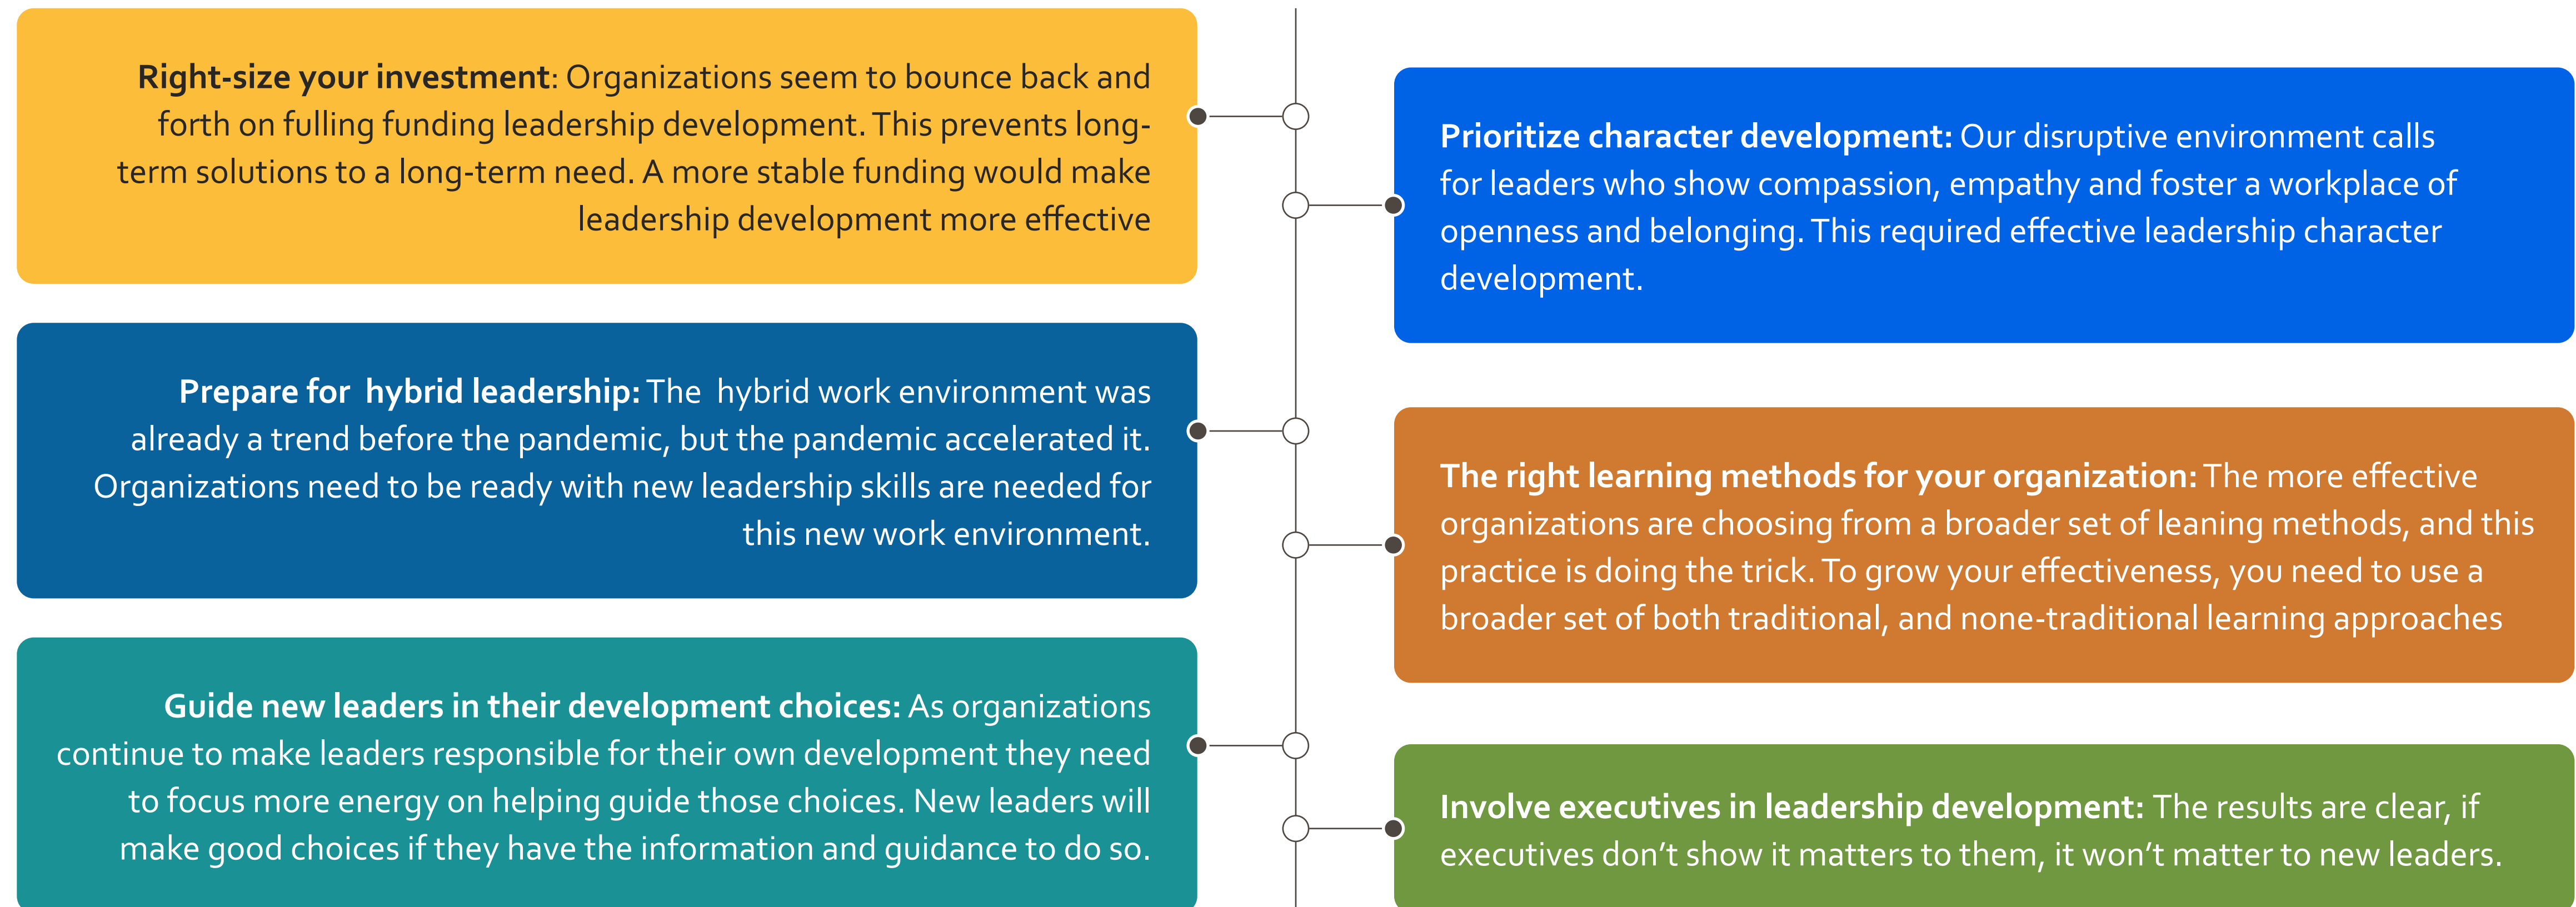 Right-size your investment: Organizations seem to bounce back and
forth on fulling funding leadership development. This prevents long-
term solutions to a long-term need. A more stable funding would make
leadership development more effective
Prioritize character development: Our disruptive environment calls
for leaders who show compassion, empathy and foster a workplace of
openness and belonging. This required effective leadership character
development.
Prepare for  hybrid leadership: The  hybrid work environment was
already a trend before the pandemic, but the pandemic accelerated it.
Organizations need to be ready with new leadership skills are needed for
this new work environment.
The right learning methods for your organization: The more effective
organizations are choosing from a broader set of leaning methods, and this
practice is doing the trick. To grow your effectiveness, you need to use a
broader set of both traditional, and none-traditional learning approaches
Guide new leaders in their development choices: As organizations
continue to make leaders responsible for their own development they need
to focus more energy on helping guide those choices. New leaders will
make good choices if they have the information and guidance to do so.
Involve executives in leadership development: The results are clear, if
executives don’t show it matters to them, it won’t matter to new leaders.